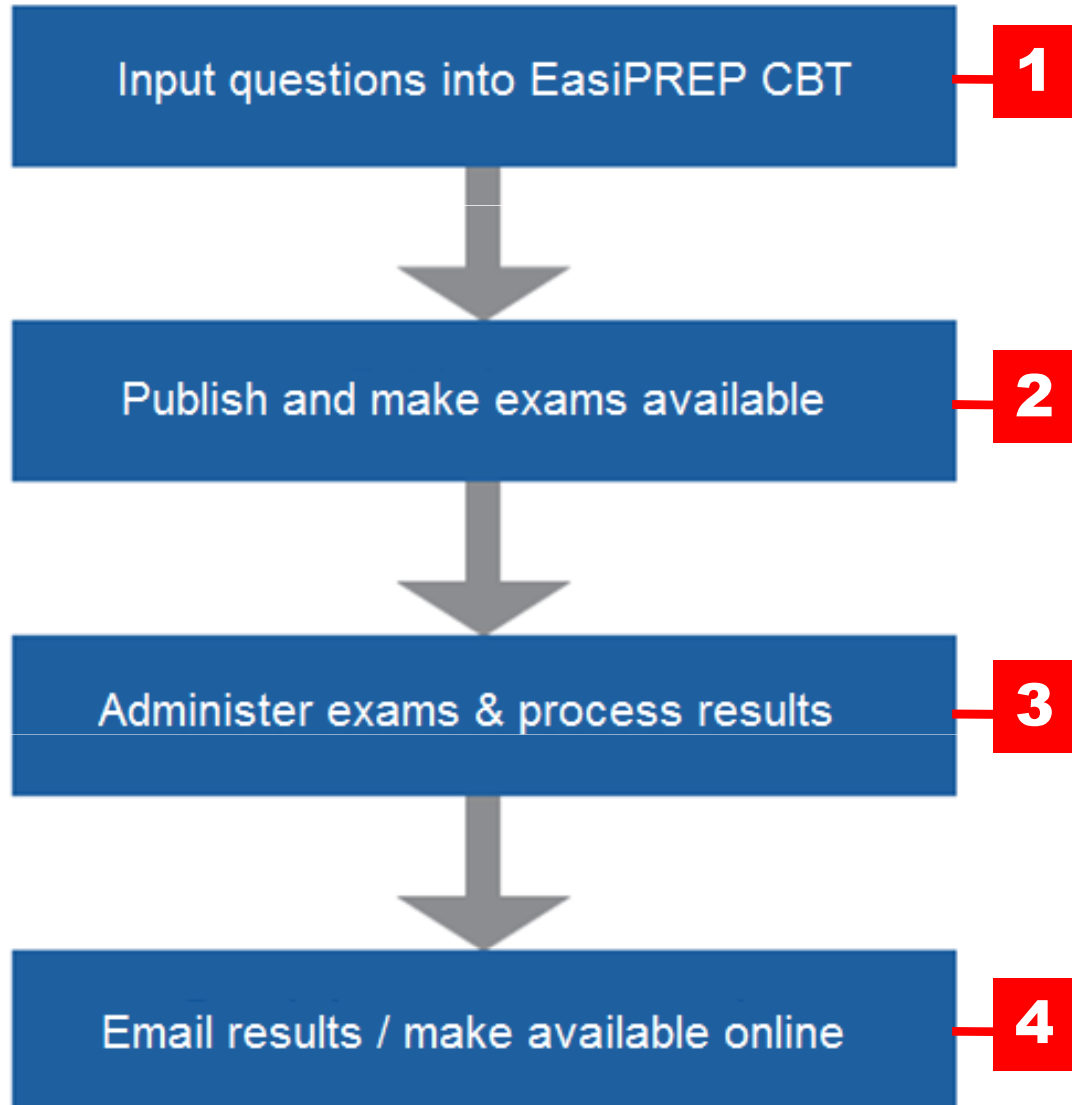 Input questions into EasiPREP CBT
1
Publish and make exams available
2
Administer exams & process results
3
Email results / make available online
4